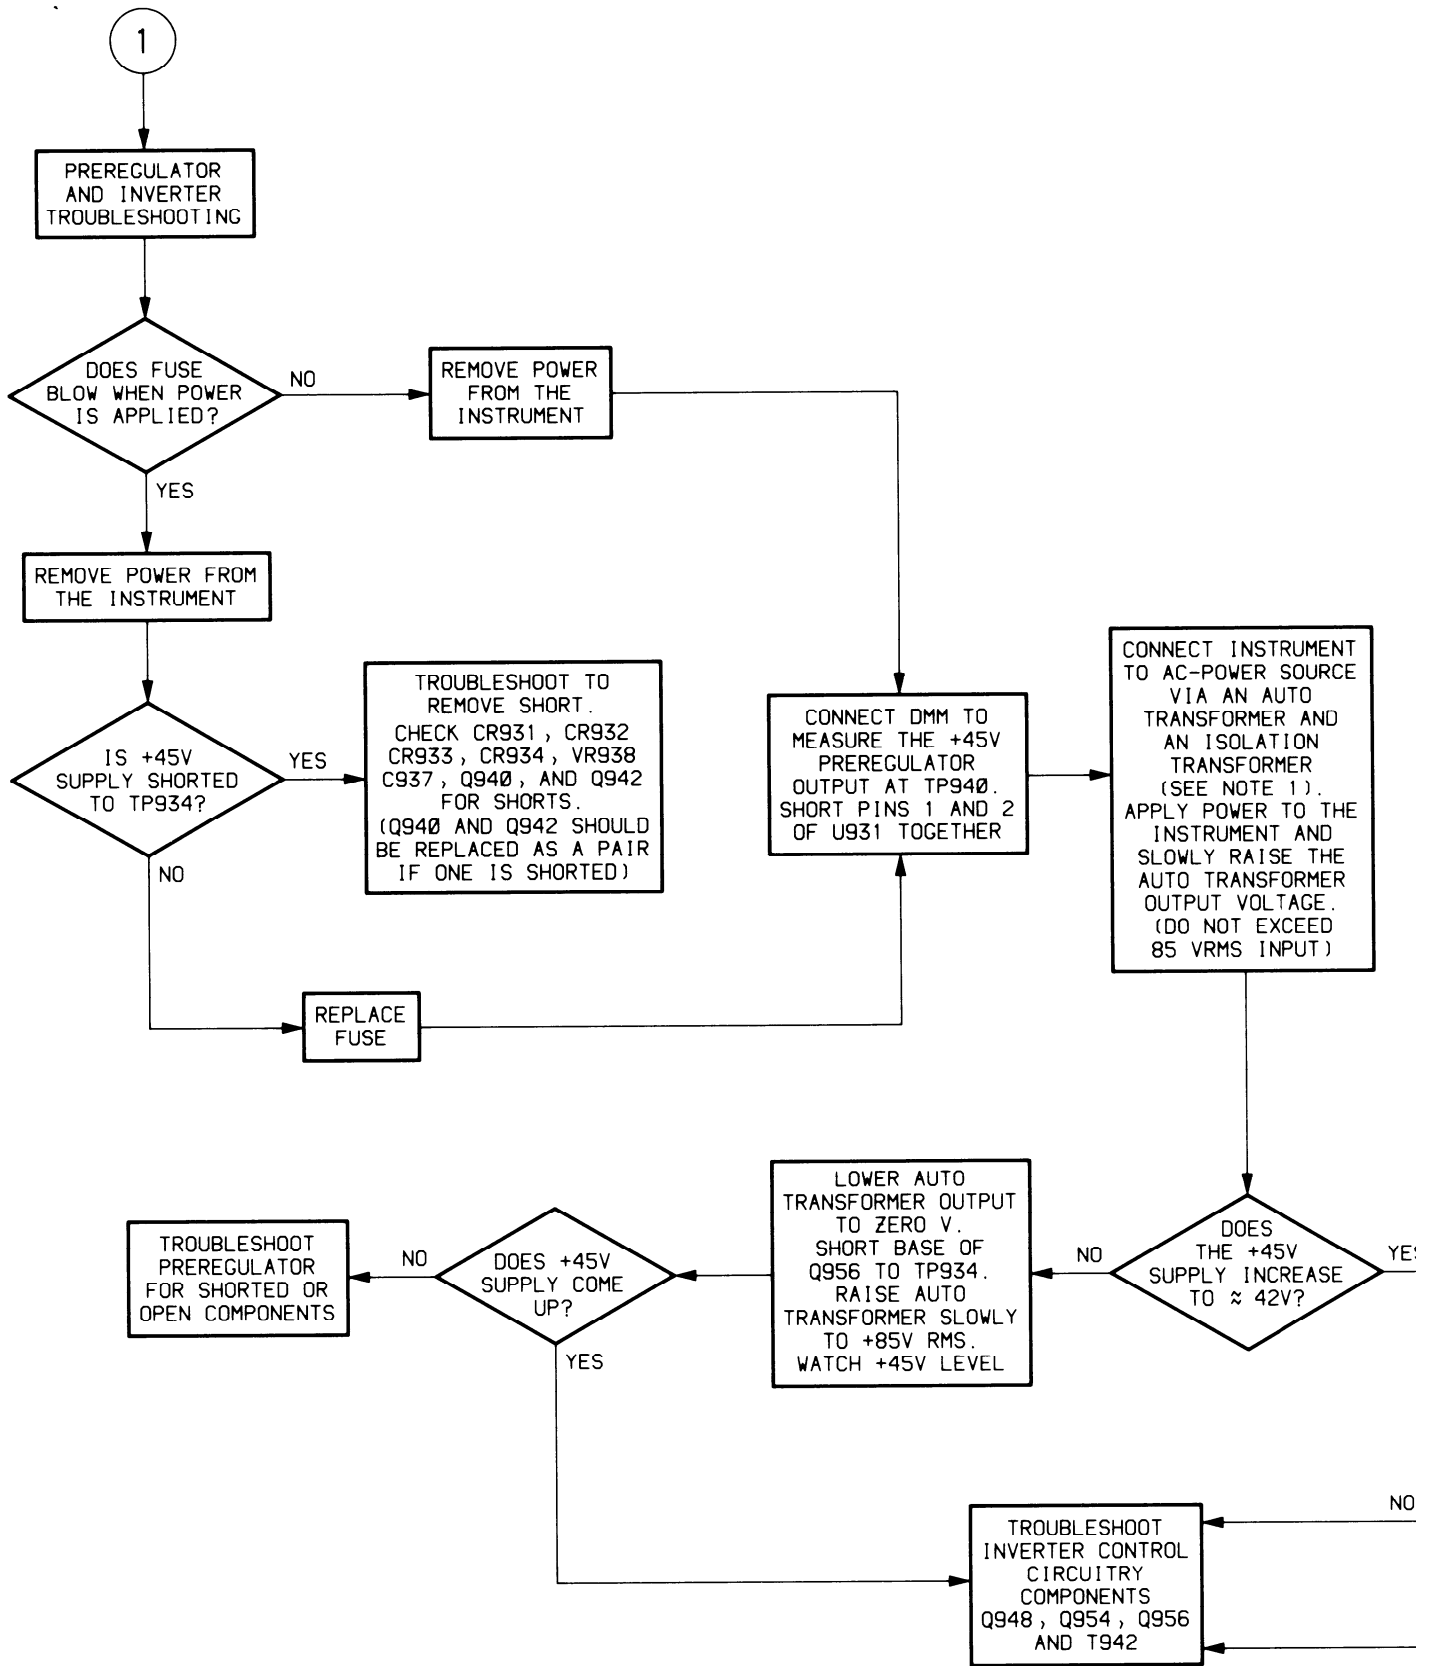 1
PREREGULATOR
AND INVERTER
TROUBLESHOOTING
DOES FUSE
BLOW WHEN POWER
IS APPLIED?
NO
REMOVE POWER
FROM THE
INSTRUMENT
YES
REMOVE POWER FROM
THE INSTRUMENT
IS +45V
SUPPLY SHORTED
TO TP934?
YES
TROUBLESHOOT TO
REMOVE SHORT.
CHECK CR931, CR932
CR933, CR934, VR938
C937, Q940, AND Q942
FOR SHORTS.
(Q940 AND Q942 SHOULD
BE REPLACED AS A PAIR
IF ONE IS SHORTED)
NO
REPLACE
FUSE
CONNECT DMM TO
MEASURE THE +45V
PREREGULATOR
OUTPUT AT TP940.
SHORT PINS 1 AND 2
OF U931 TOGETHER
CONNECT INSTRUMENT
TO AC-POWER SOURCE
VIA AN AUTO
TRANSFORMER AND
AN ISOLATION
TRANSFORMER
(SEE NOTE 1).
APPLY POWER TO THE
INSTRUMENT AND
SLOWLY RAISE THE
AUTO TRANSFORMER
OUTPUT VOLTAGE.
(DO NOT EXCEED
85 VRMS INPUT)
DOES
THE +45V
SUPPLY INCREASE
TO ≈ 42V?
YES
NO
LOWER AUTO
TRANSFORMER OUTPUT
TO ZERO V.
SHORT BASE OF
Q956 TO TP934.
RAISE AUTO
TRANSFORMER SLOWLY
TO +85V RMS.
WATCH +45V LEVEL
DOES +45V
SUPPLY COME
UP?
NO
TROUBLESHOOT
PREREGULATOR
FOR SHORTED OR
OPEN COMPONENTS
YES
NO
TROUBLESHOOT
INVERTER CONTROL
CIRCUITRY
COMPONENTS
Q948, Q954, Q956
AND T942